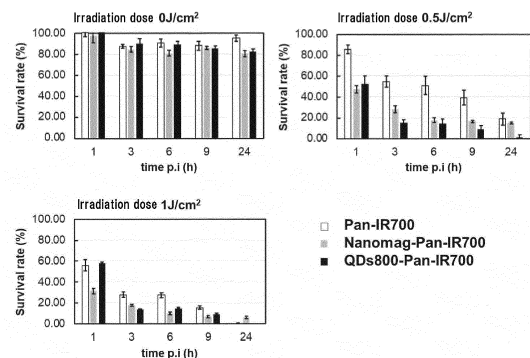 Irradiation dose 0J/cm²
Survival rate (%)
100.00
80.00
60.00
40.00
20.00
0.00
1 3 6 9 24
time p.i (h)
Irradiation dose 0.5J/cm²
Survival rate (%)
100.00
80.00
60.00
40.00
20.00
0.00
1 3 6 9 24
time p.i (h)
Irradiation dose 1J/cm²
Survival rate (%)
100.00
80.00
60.00
40.00
20.00
0.00
1 3 6 9 24
time p.i (h)
Pan-IR700
Nanomag-Pan-IR700
QDs800-Pan-IR700